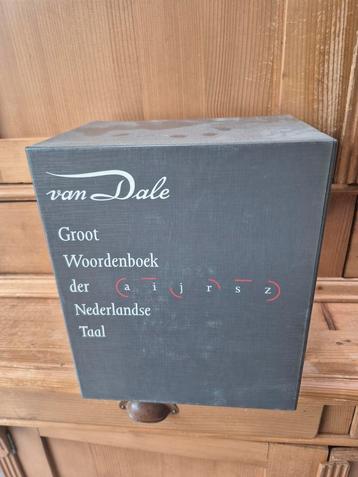 van Dale
Groot
Woordenboek
der a i j r s z
Nederlandse
Taal